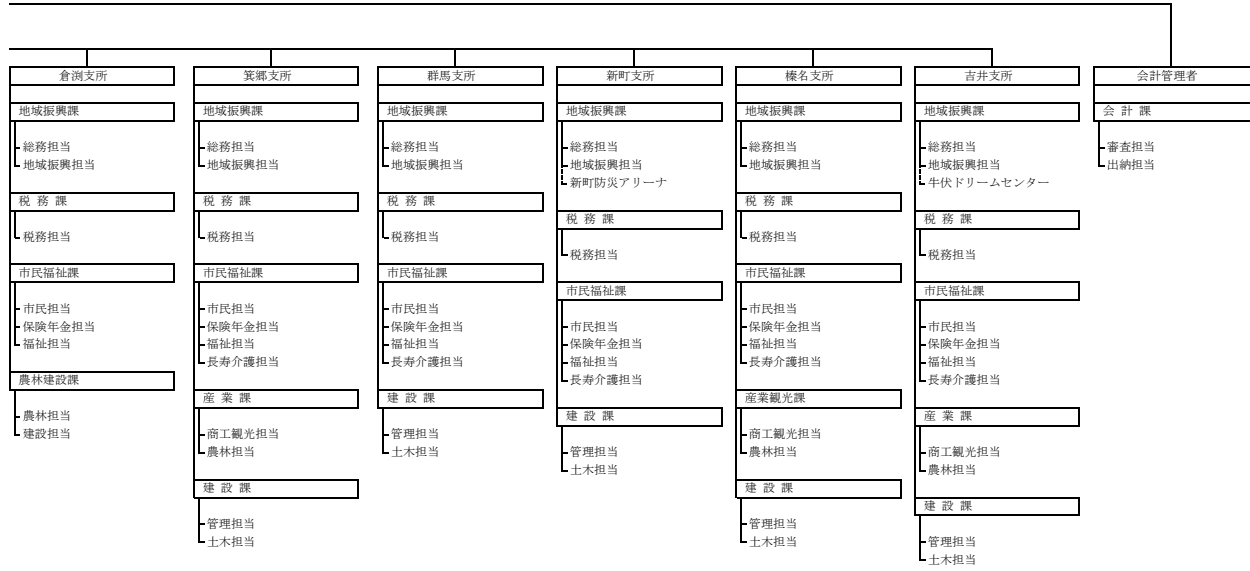 倉渕支所
地域振興課
総務担当
地域振興担当
税 務 課
税務担当
市民福祉課
市民担当
保険年金担当
福祉担当
農林建設課
農林担当
建設担当
箕郷支所
地域振興課
総務担当
地域振興担当
税 務 課
税務担当
市民福祉課
市民担当
保険年金担当
福祉担当
長寿介護担当
産 業 課
商工観光担当
農林担当
建 設 課
管理担当
土木担当
群馬支所
地域振興課
総務担当
地域振興担当
税 務 課
税務担当
市民福祉課
市民担当
保険年金担当
福祉担当
長寿介護担当
建 設 課
管理担当
土木担当
新町支所
地域振興課
総務担当
地域振興担当
新町防災アリーナ
税 務 課
税務担当
市民福祉課
市民担当
保険年金担当
福祉担当
長寿介護担当
建 設 課
管理担当
土木担当
榛名支所
地域振興課
総務担当
地域振興担当
税 務 課
税務担当
市民福祉課
市民担当
保険年金担当
福祉担当
長寿介護担当
産業観光課
商工観光担当
農林担当
建 設 課
管理担当
土木担当
吉井支所
地域振興課
総務担当
地域振興担当
牛伏ドリームセンター
税 務 課
税務担当
市民福祉課
市民担当
保険年金担当
福祉担当
長寿介護担当
産 業 課
商工観光担当
農林担当
建 設 課
管理担当
土木担当
会計管理者
会 計 課
審査担当
出納担当